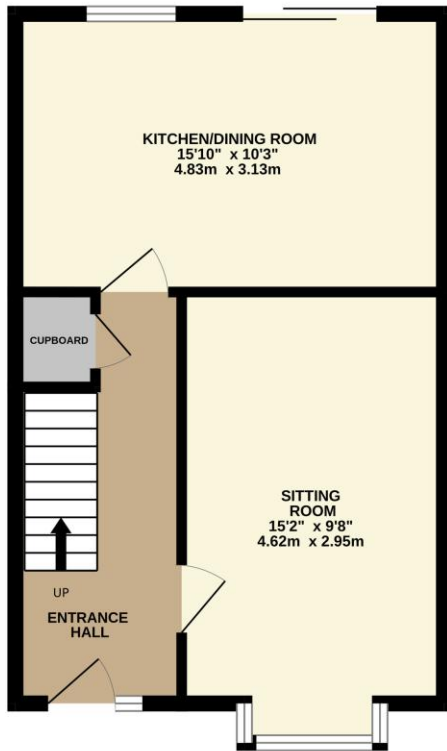 KITCHEN/DINING ROOM
15'10" x 10'3"
4.83m x 3.13m
CUPBOARD
SITTING
ROOM
15'2" x 9'8"
4.62m x 2.95m
UP
ENTRANCE
HALL